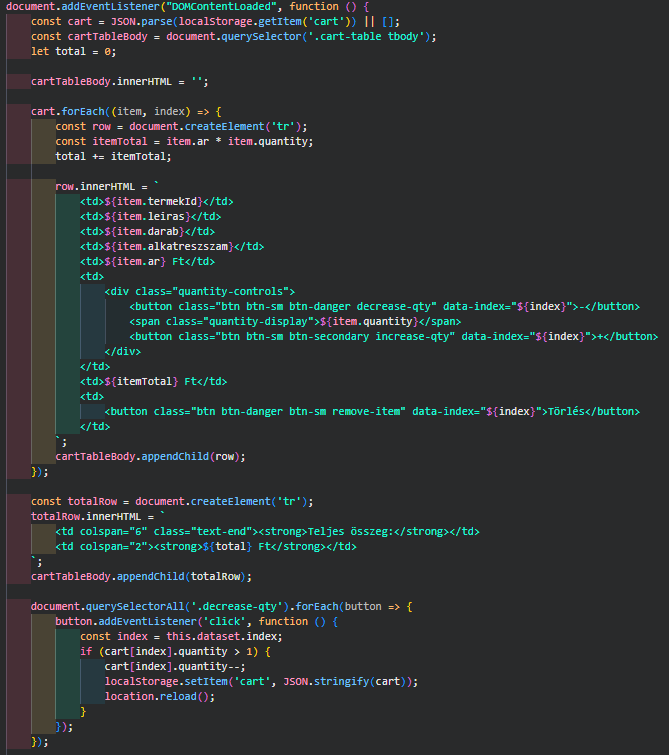 document.addEventListener("DOMContentLoaded", function () {
    const cart = JSON.parse(localStorage.getItem('cart')) || [];
    const cartTableBody = document.querySelector('.cart-table tbody');
    let total = 0;

    cartTableBody.innerHTML = '';

    cart.forEach((item, index) => {
        const row = document.createElement('tr');
        const itemTotal = item.ar * item.quantity;
        total += itemTotal;

        row.innerHTML = `
            <td>${item.termekId}</td>
            <td>${item.leiras}</td>
            <td>${item.darab}</td>
            <td>${item.alkatreszszam}</td>
            <td>${item.ar} Ft</td>
            <td>
                <div class="quantity-controls">
                    <button class="btn btn-sm btn-danger decrease-qty" data-index="${index}">-</button>
                    <span class="quantity-display">${item.quantity}</span>
                    <button class="btn btn-sm btn-secondary increase-qty" data-index="${index}">+</button>
                </div>
            </td>
            <td>${itemTotal} Ft</td>
            <td>
                <button class="btn btn-danger btn-sm remove-item" data-index="${index}">Törlés</button>
            </td>
        `;
        cartTableBody.appendChild(row);
    });

    const totalRow = document.createElement('tr');
    totalRow.innerHTML = `
        <td colspan="6" class="text-end"><strong>Teljes összeg:</strong></td>
        <td colspan="2"><strong>${total} Ft</strong></td>
    `;
    cartTableBody.appendChild(totalRow);

    document.querySelectorAll('.decrease-qty').forEach(button => {
        button.addEventListener('click', function () {
            const index = this.dataset.index;
            if (cart[index].quantity > 1) {
                cart[index].quantity--;
                localStorage.setItem('cart', JSON.stringify(cart));
                location.reload();
            }
        });
    });